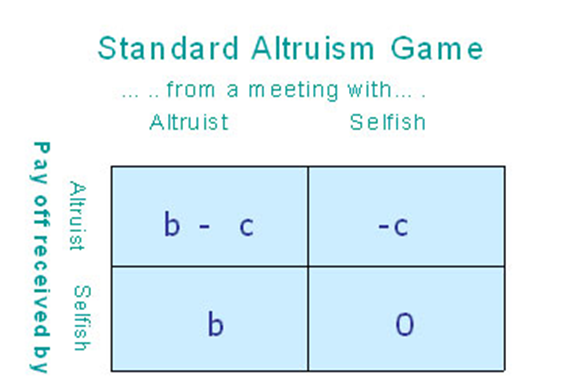 Standard Altruism Game
... .. from a meeting with... .
Altruist Selfish
Pay off received by
Altruist
b - c -c
Selfish
b 0